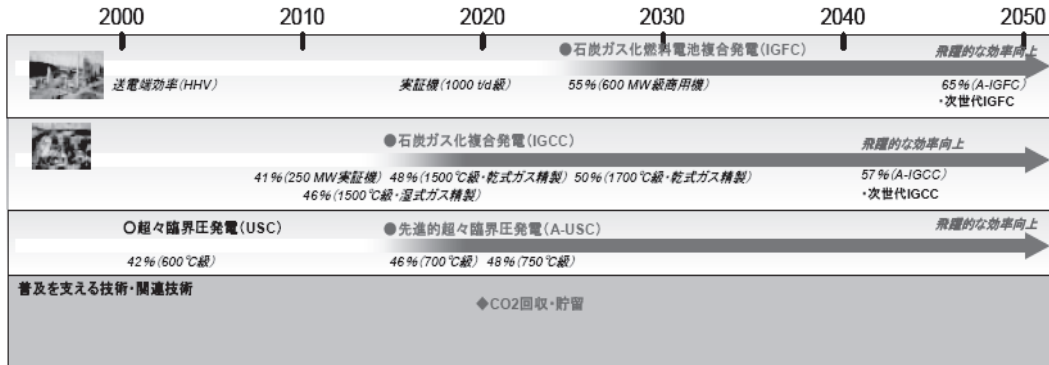 2000 2010 2020 2030 2040 2050
●石炭ガス化燃料電池複合発電(IGFC) 飛躍的な効率向上
送電端効率(HHV) 実証機(1000 t/d級) 55%(600 MW級商用機) 65%(A-IGFC)
・次世代IGFC
●石炭ガス化複合発電(IGCC) 飛躍的な効率向上
41%(250 MW実証機) 48%(1500℃級・乾式ガス精製) 50%(1700℃級・乾式ガス精製) 57%(A-IGCC)
46%(1500℃級・湿式ガス精製) ・次世代IGCC
○超々臨界圧発電(USC) ●先進的超々臨界圧発電(A-USC) 飛躍的な効率向上
42%(600℃級) 46%(700℃級) 48%(750℃級)
普及を支える技術・関連技術
◆CO2回収・貯留